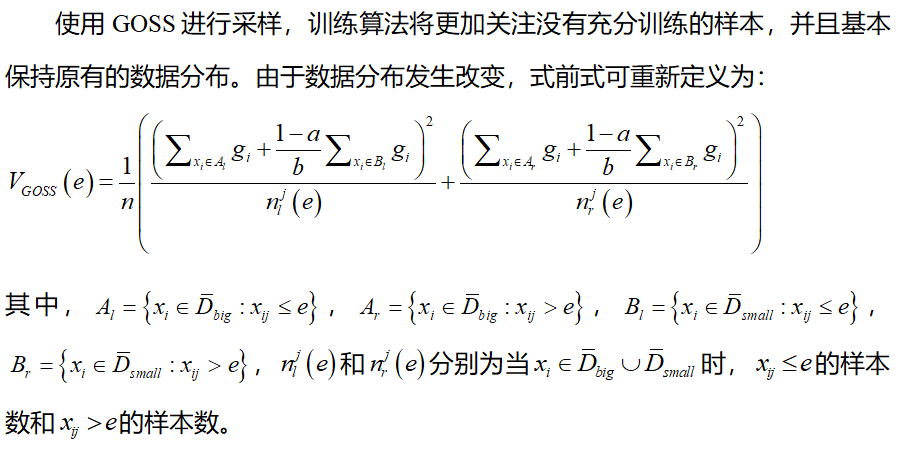 使用 GOSS 进行采样，训练算法将更加关注没有充分训练的样本，并且基本
保持原有的数据分布。由于数据分布发生改变，式前式可重新定义为：
$V_{GOSS}(e)=\frac{1}{n}\left(\frac{\left(\sum_{x_i\in A_l}g_i+\frac{1-a}{b}\sum_{x_i\in B_l}g_i\right)^2}{n_l^j(e)}+\frac{\left(\sum_{x_i\in A_r}g_i+\frac{1-a}{b}\sum_{x_i\in B_r}g_i\right)^2}{n_r^j(e)}\right)$
其中， $A_l=\{x_i\in\bar{D}_{big}:x_{ij}\le e\}$ ， $A_r=\{x_i\in\bar{D}_{big}:x_{ij}>e\}$ ， $B_l=\{x_i\in\bar{D}_{small}:x_{ij}\le e\}$ ，
$B_r=\{x_i\in\bar{D}_{small}:x_{ij}>e\}$ ， $n_l^j(e)$ 和 $n_r^j(e)$ 分别为当 $x_i\in\bar{D}_{big}\cup\bar{D}_{small}$ 时， $x_{ij}\le e$ 的样本
数和 $x_{ij}>e$ 的样本数。